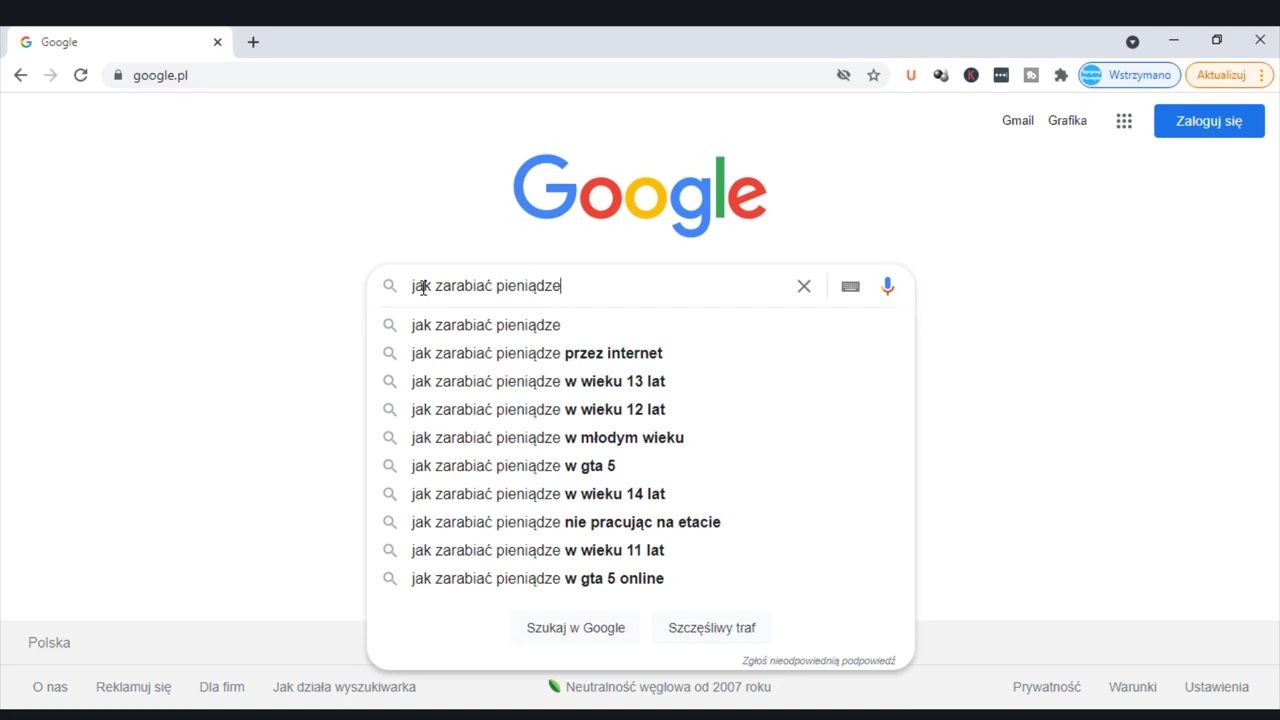 Google
google.pl
Wstrzymano
Aktualizuj
Gmail Grafika
Zaloguj się
Google
jak zarabiać pieniądze
jak zarabiać pieniądze
jak zarabiać pieniądze przez internet
jak zarabiać pieniądze w wieku 13 lat
jak zarabiać pieniądze w wieku 12 lat
jak zarabiać pieniądze w młodym wieku
jak zarabiać pieniądze w gta 5
jak zarabiać pieniądze w wieku 14 lat
jak zarabiać pieniądze nie pracując na etacie
jak zarabiać pieniądze w wieku 11 lat
jak zarabiać pieniądze w gta 5 online
Szukaj w Google Szczęśliwy traf
Zgłoś nieodpowiednią podpowiedź
Polska
O nas Reklamuj się Dla firm Jak działa wyszukiwarka Neutralność węglowa od 2007 roku Prywatność Warunki Ustawienia